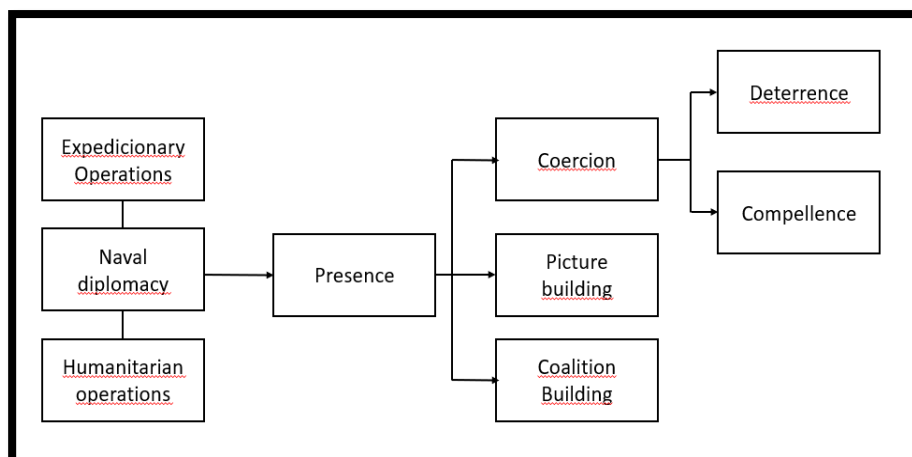 Expedicionary
Operations
Naval
diplomacy
Humanitarian
operations
Presence
Coercion
Picture
building
Coalition
Building
Deterrence
Compellence